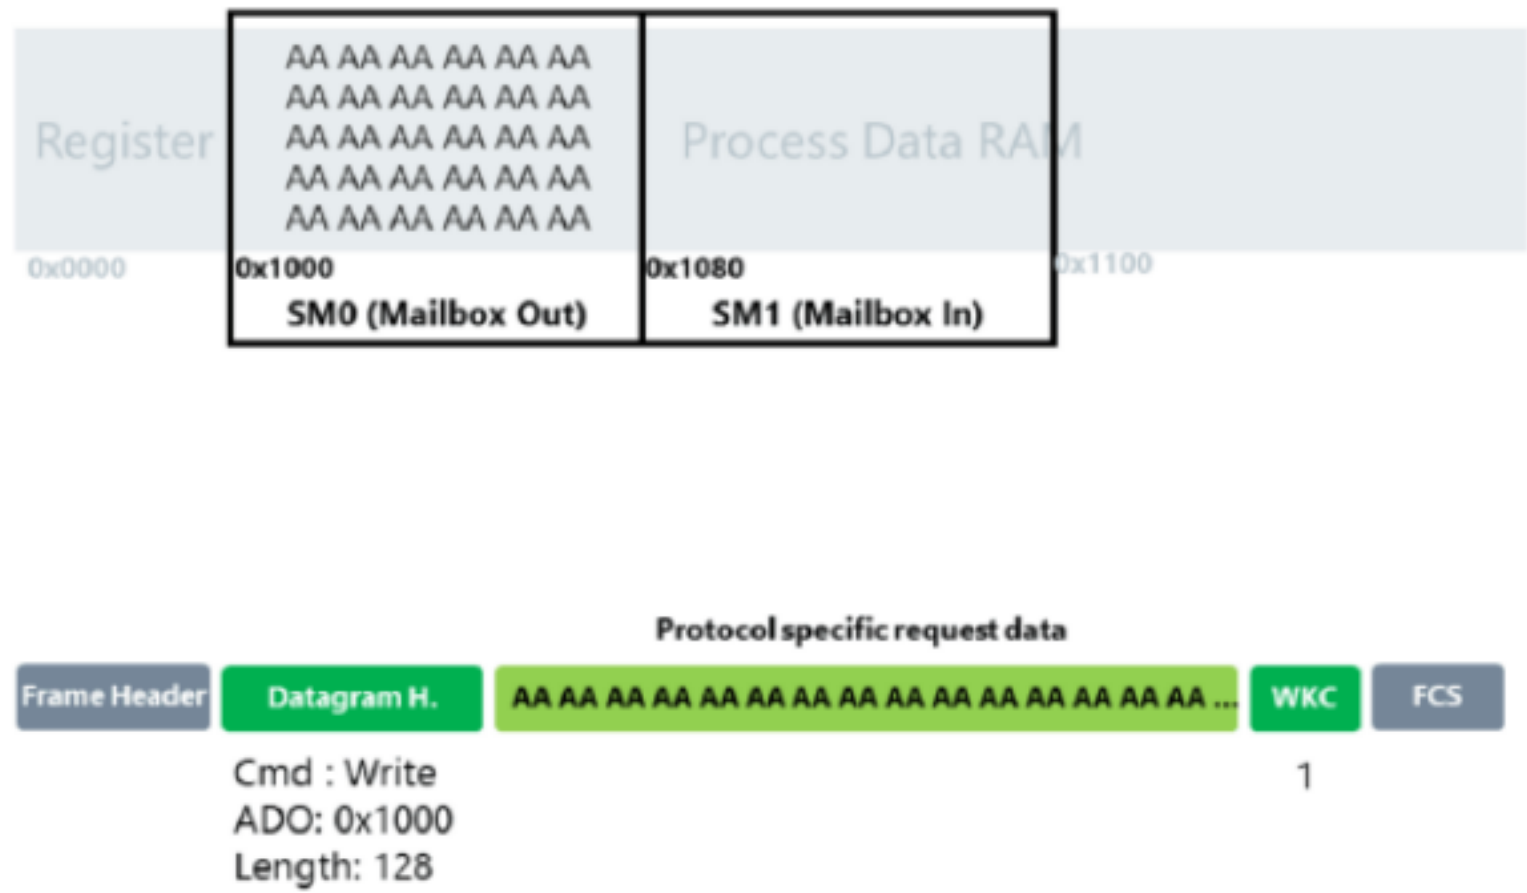 AA AA AA AA AA AA
AA AA AA AA AA AA
AA AA AA AA AA AA
AA AA AA AA AA AA
AA AA AA AA AA AA
Register
Process Data RAM
0x0000
0x1000
0x1080
0x1100
SM0 (Mailbox Out)
SM1 (Mailbox In)
Protocol specific request data
Frame Header
Datagram H.
AA AA AA AA AA AA AA AA AA AA AA AA AA AA AA ...
WKC
FCS
Cmd : Write
ADO: 0x1000
Length: 128
1